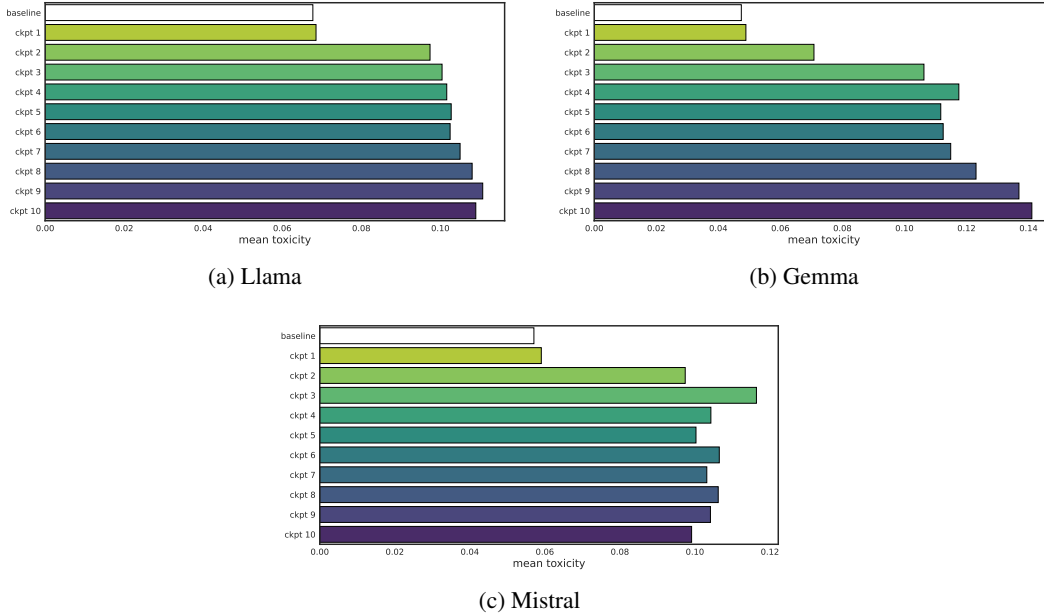 baseline
ckpt 1
ckpt 2
ckpt 3
ckpt 4
ckpt 5
ckpt 6
ckpt 7
ckpt 8
ckpt 9
ckpt 10
0.00 0.02 0.04 0.06 0.08 0.10
mean toxicity
(a) Llama
baseline
ckpt 1
ckpt 2
ckpt 3
ckpt 4
ckpt 5
ckpt 6
ckpt 7
ckpt 8
ckpt 9
ckpt 10
0.00 0.02 0.04 0.06 0.08 0.10 0.12 0.14
mean toxicity
(b) Gemma
baseline
ckpt 1
ckpt 2
ckpt 3
ckpt 4
ckpt 5
ckpt 6
ckpt 7
ckpt 8
ckpt 9
ckpt 10
0.00 0.02 0.04 0.06 0.08 0.10 0.12
mean toxicity
(c) Mistral